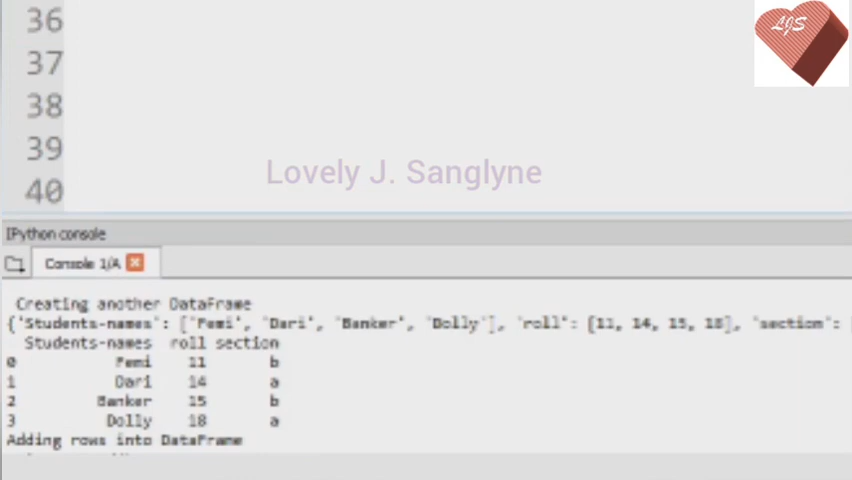 36
37
38
39
40
LJS
Lovely J. Sanglyne
IPython console
Console 1/A
Creating another DataFrame
{'Students-names': ['Femi', 'Dari', 'Banker', 'Dolly'], 'roll': [11, 14, 15, 18], 'section':
Students-names roll section
0 Femi 11 b
1 Dari 14 a
2 Banker 15 b
3 Dolly 18 a
Adding rows into DataFrame